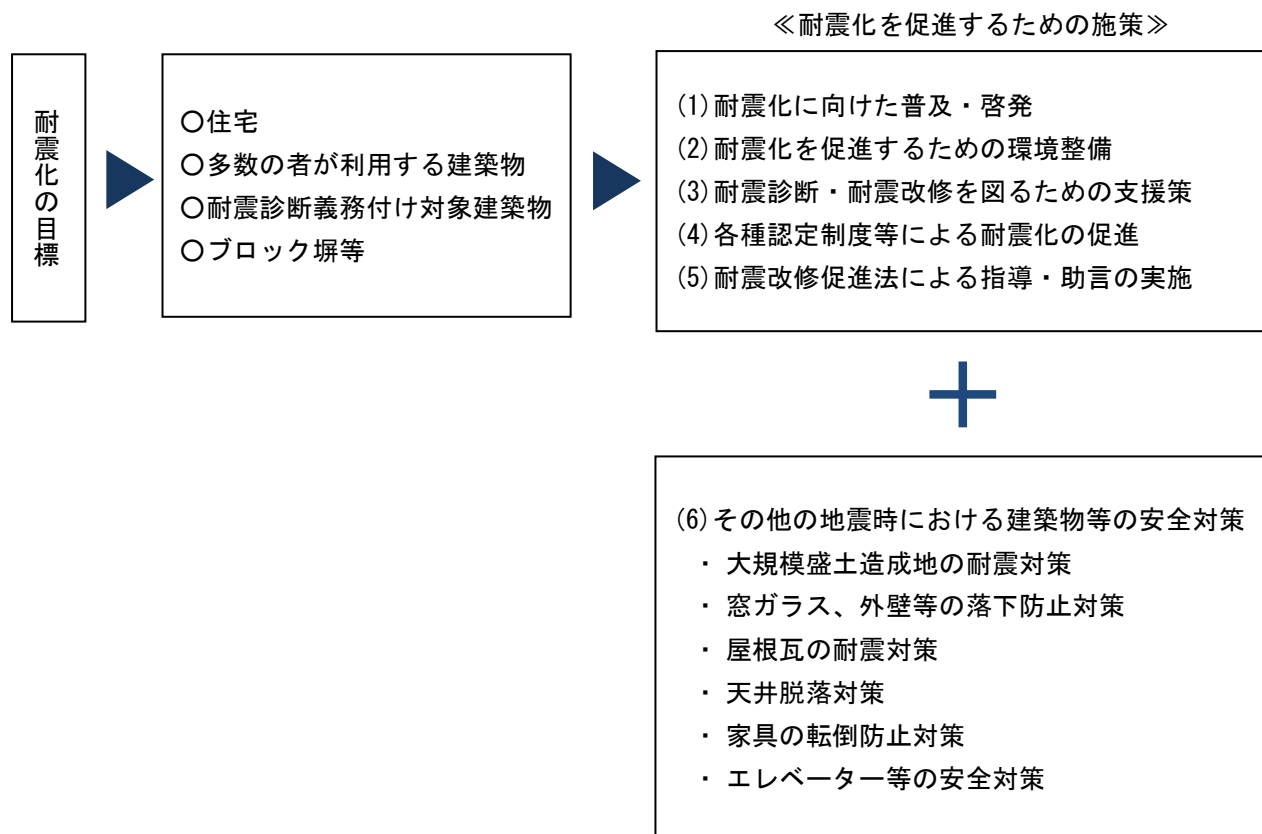 ≪耐震化を促進するための施策≫
耐震化の目標
〇住宅
〇多数の者が利用する建築物
〇耐震診断義務付け対象建築物
〇ブロック塀等
(1)耐震化に向けた普及・啓発
(2)耐震化を促進するための環境整備
(3)耐震診断・耐震改修を図るための支援策
(4)各種認定制度等による耐震化の促進
(5)耐震改修促進法による指導・助言の実施
(6)その他の地震時における建築物等の安全対策
・ 大規模盛土造成地の耐震対策
・ 窓ガラス、外壁等の落下防止対策
・ 屋根瓦の耐震対策
・ 天井脱落対策
・ 家具の転倒防止対策
・ エレベーター等の安全対策